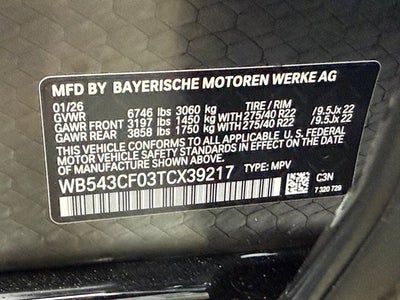 MFD BY BAYERISCHE MOTOREN WERKE AG
01/26 TIRE / RIM
GVWR 6746 lbs 3060 kg
GAWR FRONT 3197 lbs 1450 kg WITH 275/40 R22 / 9.5Jx 22
GAWR REAR 3858 lbs 1750 kg WITH 275/40 R22 / 9.5Jx 22
THIS VEHICLE CONFORMS TO ALL APPLICABLE U.S. FEDERAL
MOTOR VEHICLE SAFETY STANDARDS IN EFFECT ON THE DATE
OF MANUFACTURE SHOWN ABOVE.
WB543CF03TCX39217 TYPE: MPV
C3N
7 320 729